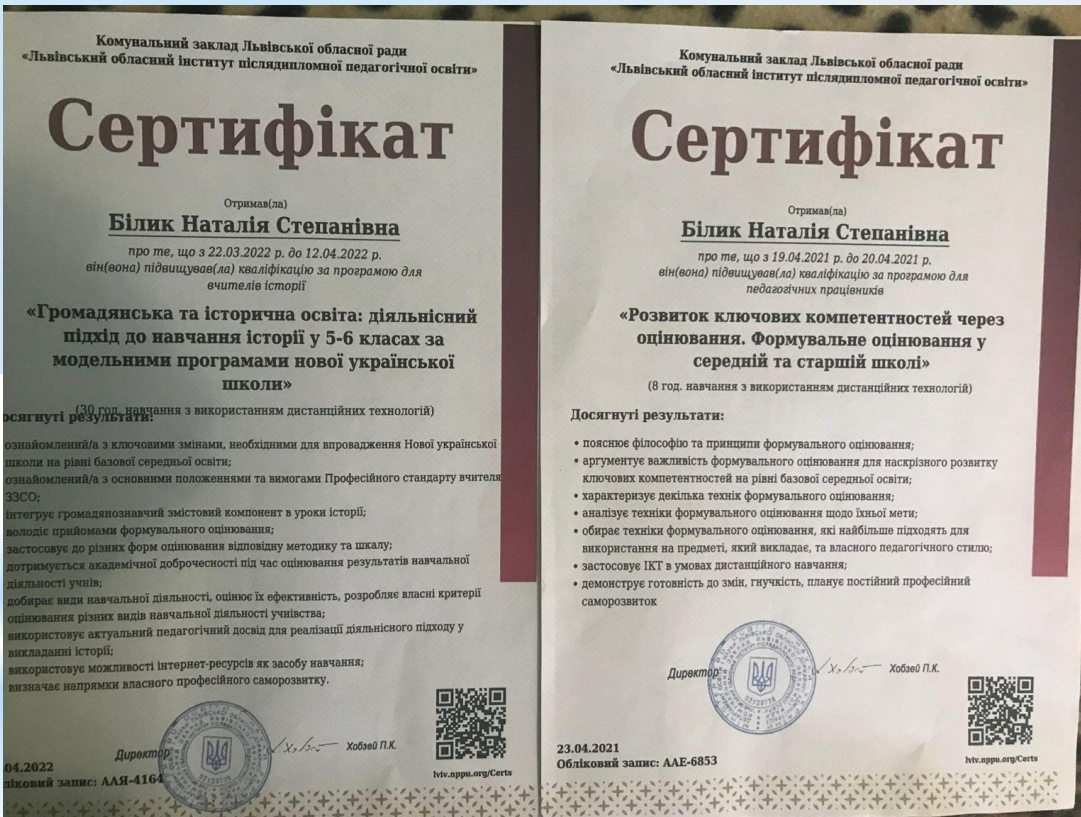 Комунальний заклад Львівської обласної ради
«Львівський обласний інститут післядипломної педагогічної освіти»
Сертифікат
Отримав(ла)
Білик Наталія Степанівна
про те, що з 22.03.2022 р. до 12.04.2022 р.
він(вона) підвищував(ла) кваліфікацію за програмою для
вчителів історії
«Громадянська та історична освіта: діяльнісний
підхід до навчання історії у 5-6 класах за
модельними програмами нової української
школи»
(30 год. навчання з використанням дистанційних технологій)
осягнуті результати:
ознайомлений/а з ключовими змінами, необхідними для впровадження Нової української
школи на рівні базової середньої освіти;
ознайомлений/а з основними положеннями та вимогами Професійного стандарту вчителя
ЗЗСО;
інтегрує громадянознавчий змістовий компонент в уроки історії;
володіє прийомами формувального оцінювання;
застосовує до різних форм оцінювання відповідну методику та шкалу;
дотримується академічної доброчесності під час оцінювання результатів навчальної
діяльності учнів;
добирає види навчальної діяльності, оцінює їх ефективність, розробляє власні критерії
оцінювання різних видів навчальної діяльності учнівства;
використовує актуальний педагогічний досвід для реалізації діяльнісного підходу у
викладанні історії;
використовує можливості інтернет-ресурсів як засобу навчання;
визначає напрямки власного професійного саморозвитку.
Директор Хобзей П.К.
04.2022
ліковий запис: ААЯ-4164
lviv.nppu.org/Certs
Комунальний заклад Львівської обласної ради
«Львівський обласний інститут післядипломної педагогічної освіти»
Сертифікат
Отримав(ла)
Білик Наталія Степанівна
про те, що з 19.04.2021 р. до 20.04.2021 р.
він(вона) підвищував(ла) кваліфікацію за програмою для
педагогічних працівників
«Розвиток ключових компетентностей через
оцінювання. Формувальне оцінювання у
середній та старшій школі»
(8 год. навчання з використанням дистанційних технологій)
Досягнуті результати:
• пояснює філософію та принципи формувального оцінювання;
• аргументує важливість формувального оцінювання для наскрізного розвитку
ключових компетентностей на рівні базової середньої освіти;
• характеризує декілька технік формувального оцінювання;
• аналізує техніки формувального оцінювання щодо їхньої мети;
• обирає техніки формувального оцінювання, які найбільше підходять для
використання на предметі, який викладає, та власного педагогічного стилю;
• застосовує ІКТ в умовах дистанційного навчання;
• демонструє готовність до змін, гнучкість, планує постійний професійний
саморозвиток
Директор Хобзей П.К.
23.04.2021
Обліковий запис: ААЕ-6853
lviv.nppu.org/Certs